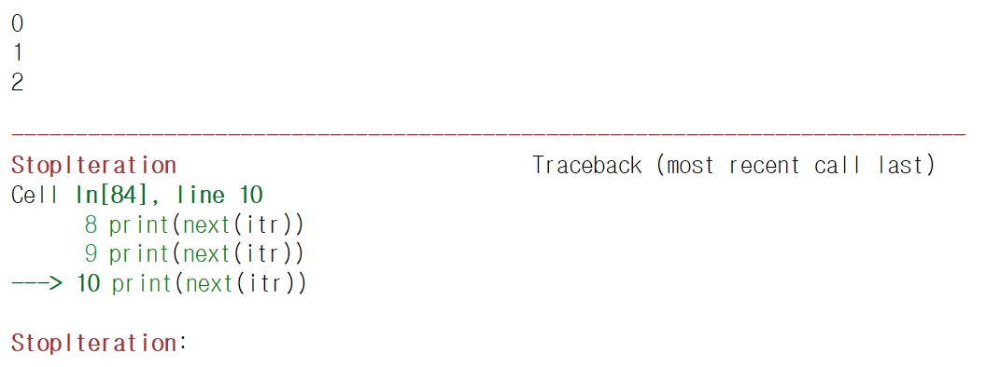 0
1
2
---------------------------------------------------------------------------
StopIteration Traceback (most recent call last)
Cell In[84], line 10
8 print(next(itr))
9 print(next(itr))
---> 10 print(next(itr))
StopIteration: